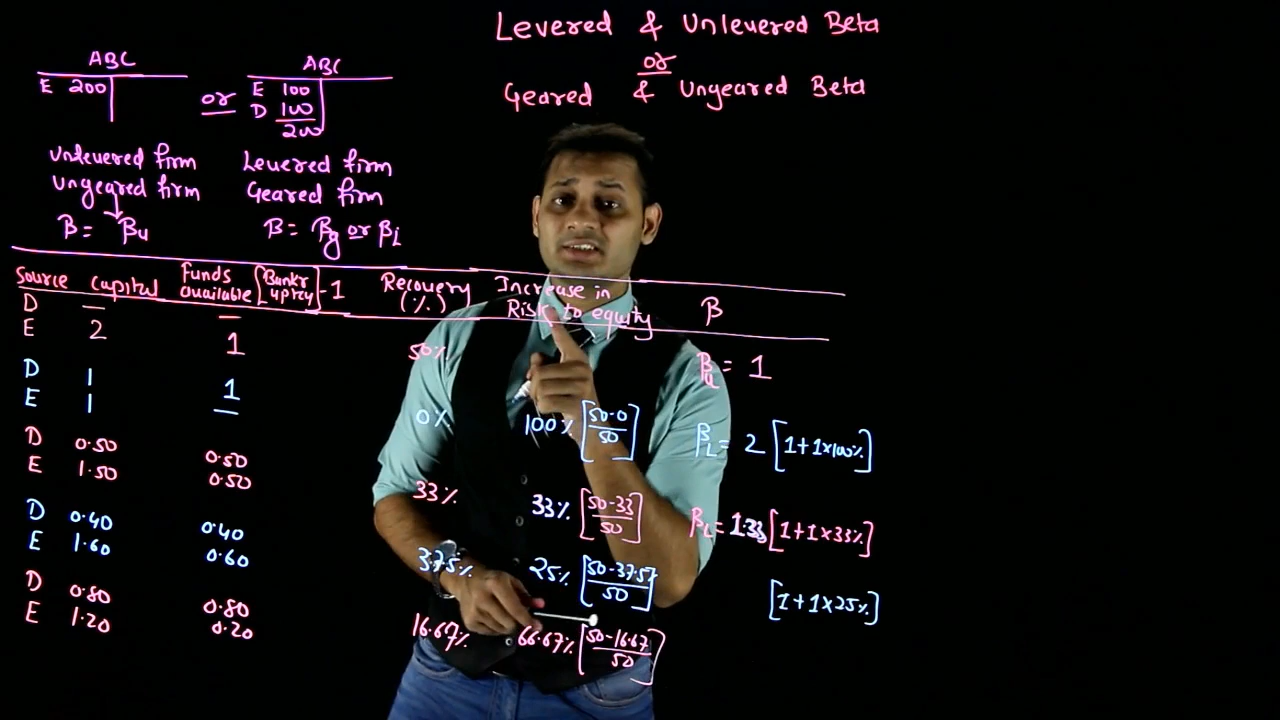 Levered & Unlevered Beta
or
Geared & Ungeared Beta
ABC
E 200
or
ABC
E 100
D 100
200
Unlevered firm
Ungeared firm
β = βu
Levered firm
Geared firm
β = βg or βL
Source Capital Funds available [Bankruptcy]-1 Recovery (%) Increase in Risk to equity β
D — —
E 2 1 50% βu = 1
D 1 1
E 1 — 0% 100% [50-0/50] βL = 2 [1+1×100%]
D 0.50 0.50
E 1.50 0.50 33% 33% [50-33/50] βL = 1.33 [1+1×33%]
D 0.40 0.40
E 1.60 0.60 37.5% 25% [50-37.5/50] [1+1×25%]
D 0.80 0.80
E 1.20 0.20 16.67% 66.67% [50-16.67/50]